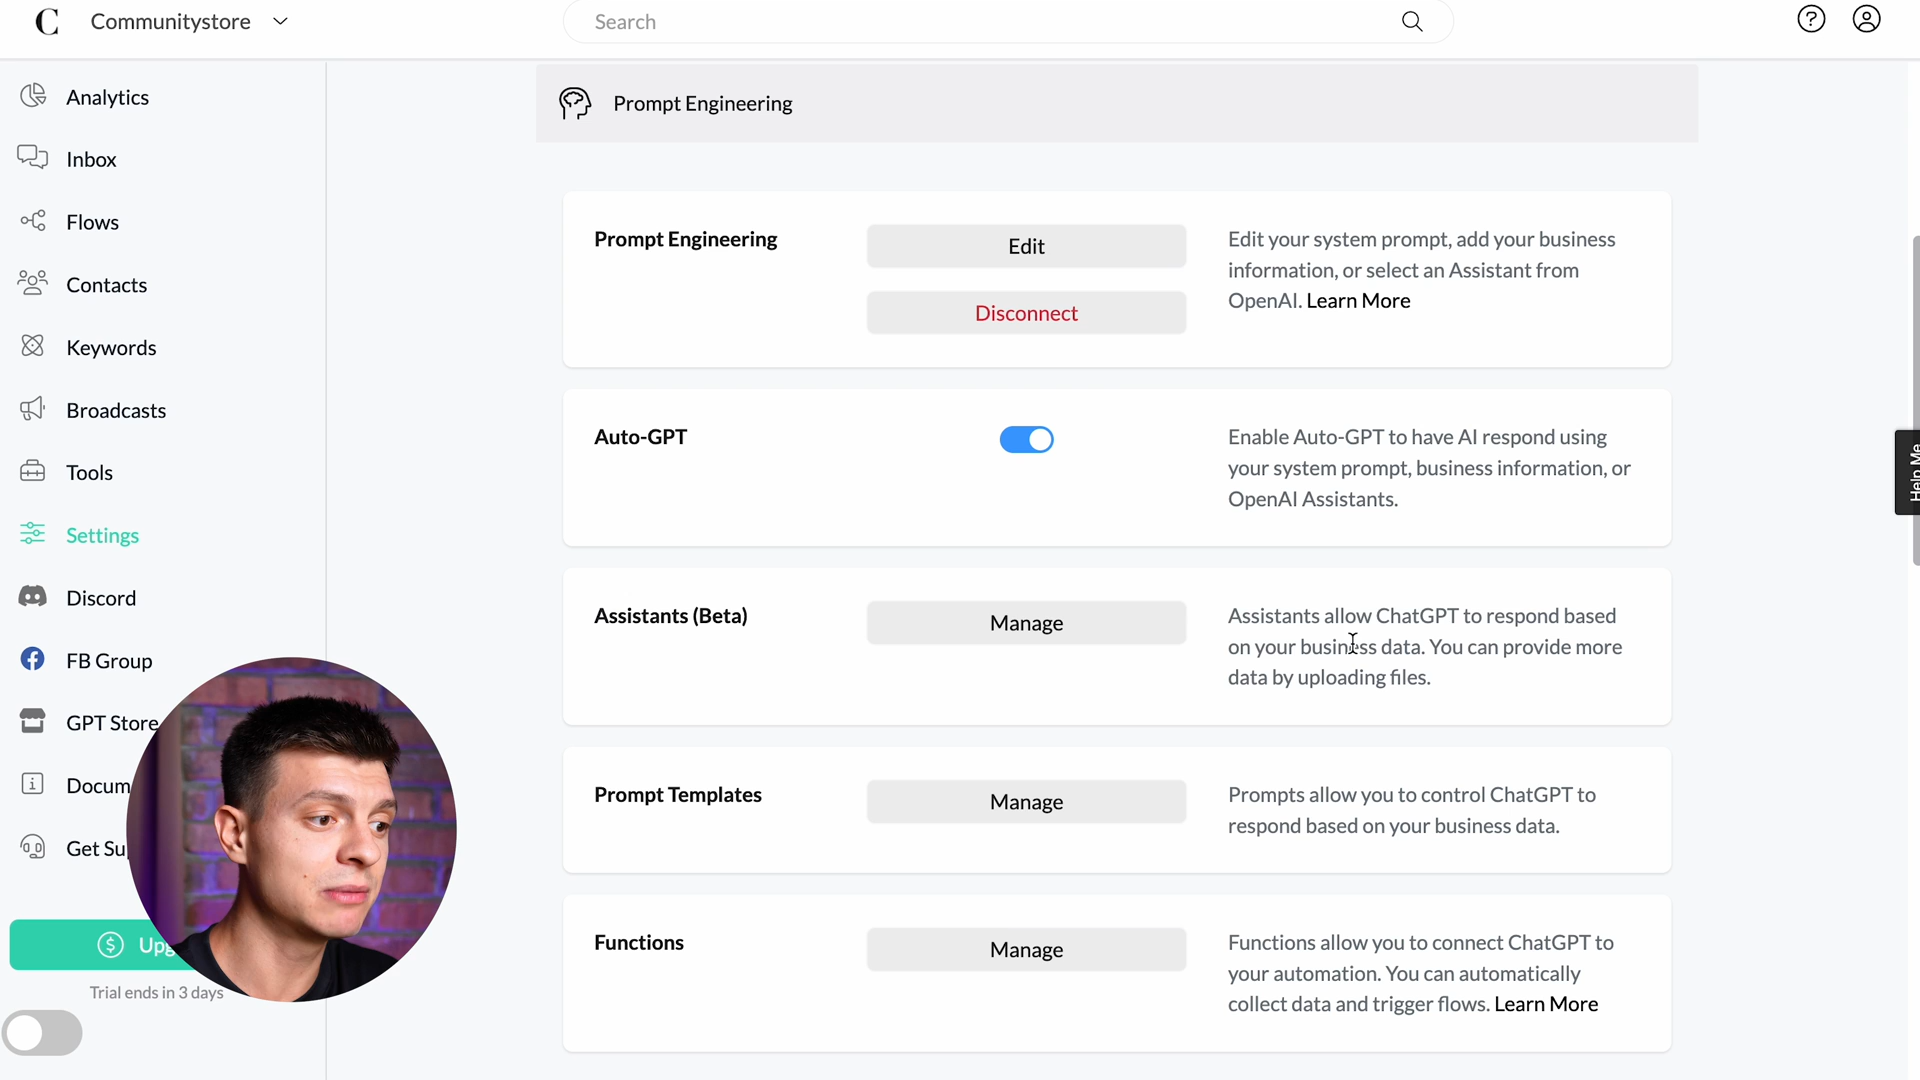 C Communitystore
Search
Analytics
Inbox
Flows
Contacts
Keywords
Broadcasts
Tools
Settings
Discord
FB Group
GPT Store
Docum
Get Su
Upg
Trial ends in 3 days
Prompt Engineering
Prompt Engineering
Edit
Disconnect
Edit your system prompt, add your business
information, or select an Assistant from
OpenAI. Learn More
Auto-GPT
Enable Auto-GPT to have AI respond using
your system prompt, business information, or
OpenAI Assistants.
Assistants (Beta)
Manage
Assistants allow ChatGPT to respond based
on your business data. You can provide more
data by uploading files.
Prompt Templates
Manage
Prompts allow you to control ChatGPT to
respond based on your business data.
Functions
Manage
Functions allow you to connect ChatGPT to
your automation. You can automatically
collect data and trigger flows. Learn More
Help Me